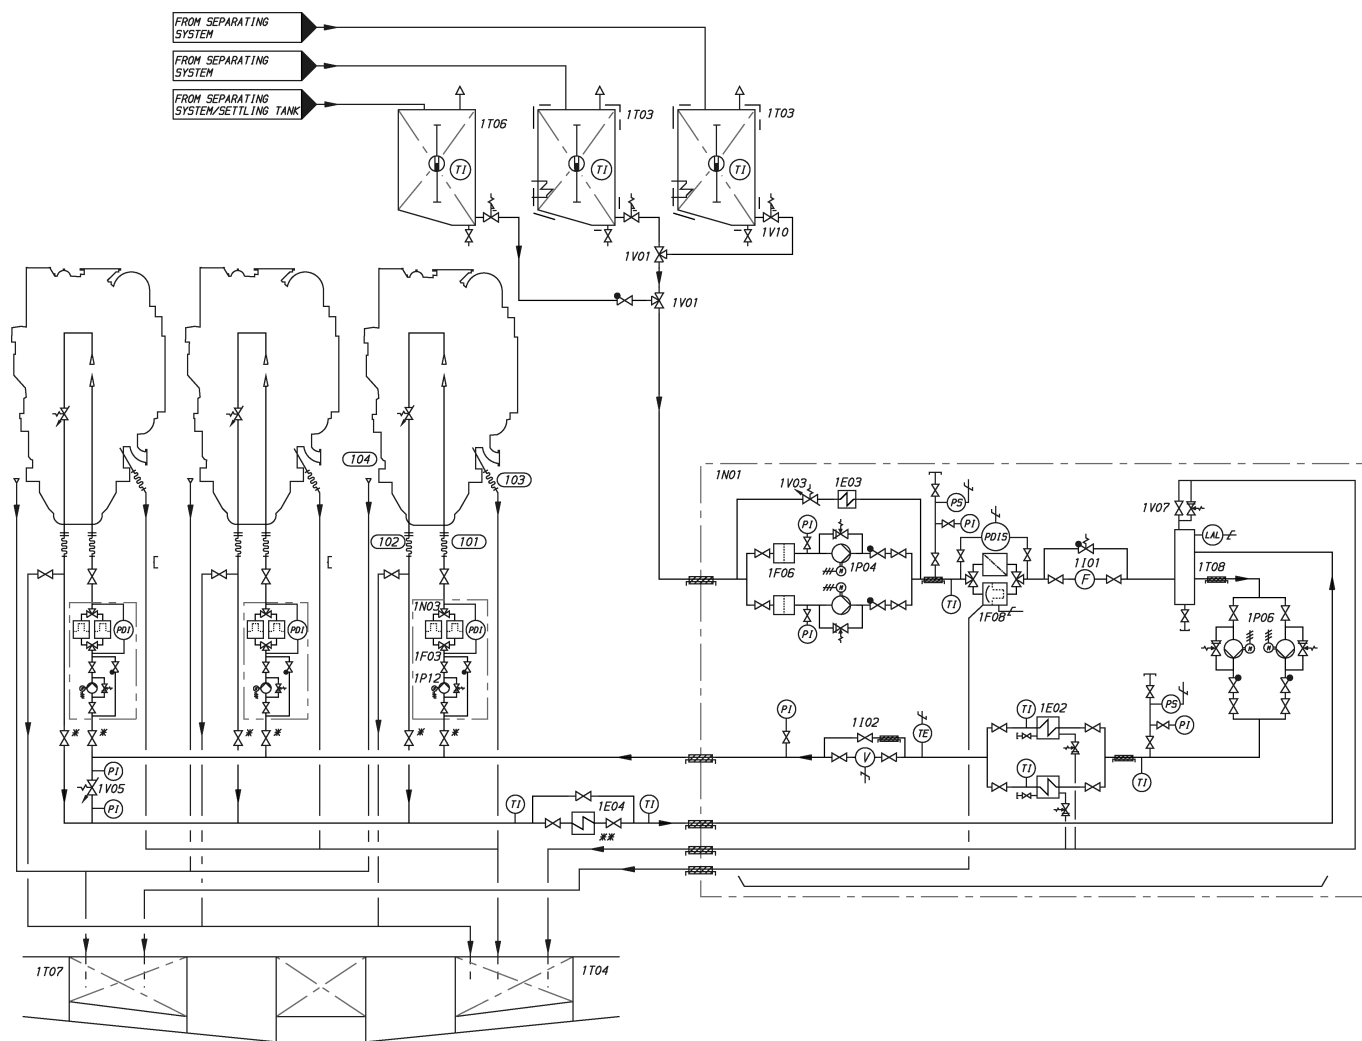 FROM SEPARATING
SYSTEM
FROM SEPARATING
SYSTEM
FROM SEPARATING
SYSTEM/SETTLING TANK
1T06
1T03
1T03
TI
TI
TI
1V10
1V01
1V01
104
103
102
101
1N01
1V03
1E03
PI
1F06
1P04
PI
PS
PI
PDIS
TI
1F08
1I01
F
1V07
LAL
1T08
1P06
M
M
M
M
1N03
PDI
PDI
PDI
1F03
1P12
PI
1I02
TE
V
TI
1E02
TI
PS
PI
TI
* *
* *
* *
PI
1V05
PI
TI
1E04
TI
**
1T07
1T04